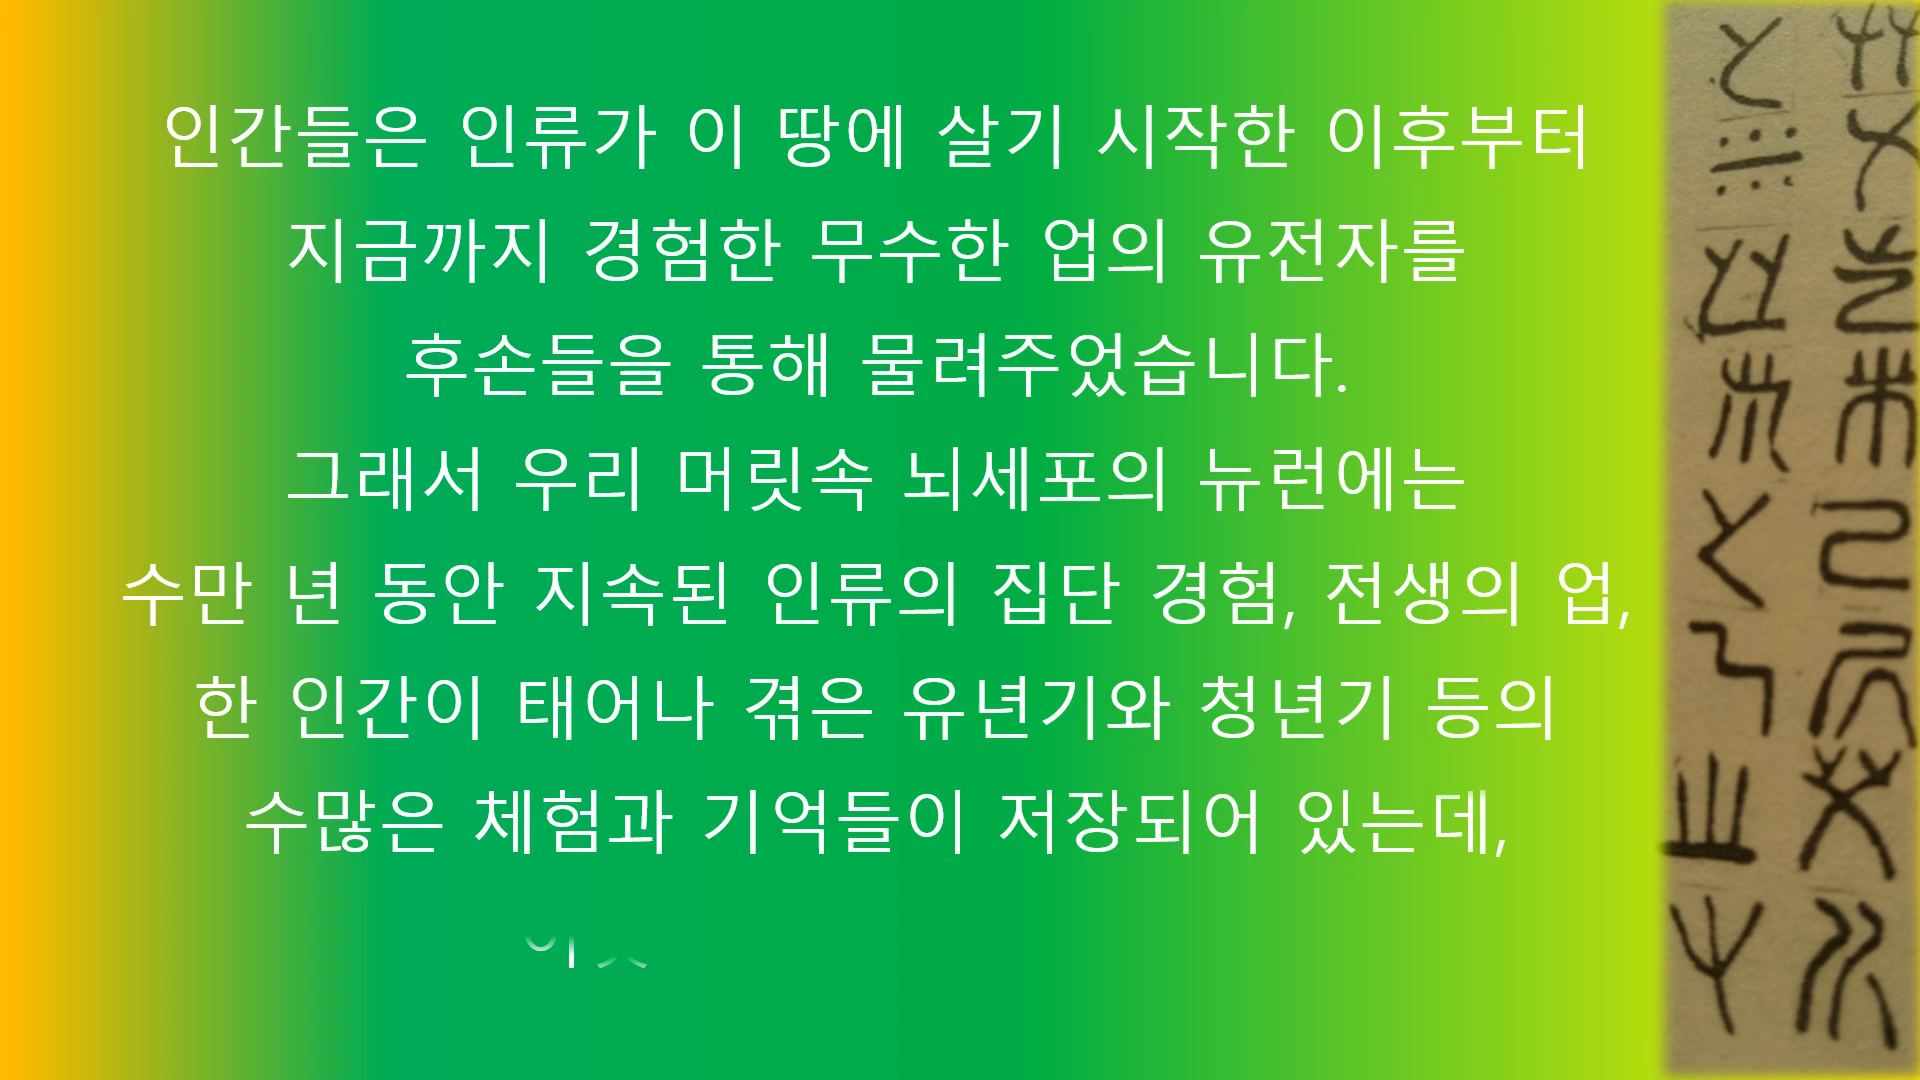 인간들은 인류가 이 땅에 살기 시작한 이후부터
지금까지 경험한 무수한 업의 유전자를
후손들을 통해 물려주었습니다.
그래서 우리 머릿속 뇌세포의 뉴런에는
수만 년 동안 지속된 인류의 집단 경험, 전생의 업,
한 인간이 태어나 겪은 유년기와 청년기 등의
수많은 체험과 기억들이 저장되어 있는데,